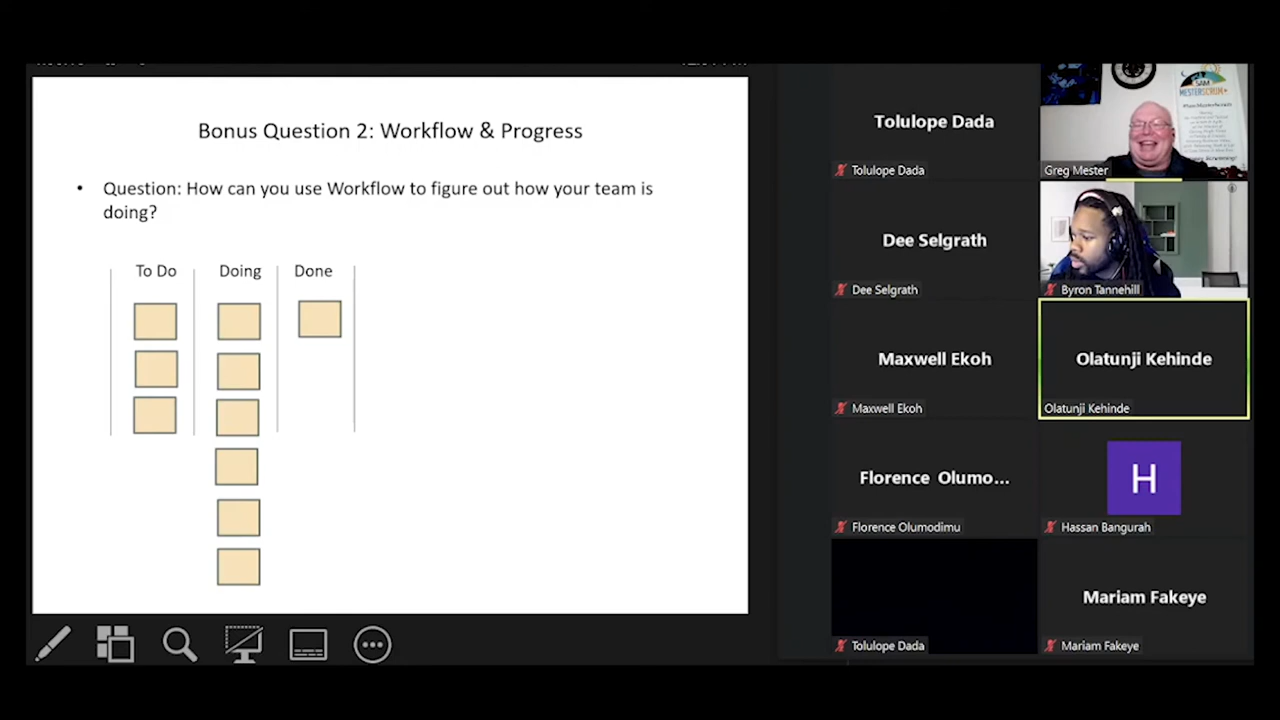 Bonus Question 2: Workflow & Progress
• Question: How can you use Workflow to figure out how your team is
doing?
To Do
Doing
Done
Tolulope Dada
Tolulope Dada
SAM
MESTERSCRUM
Greg Mester
Dee Selgrath
Dee Selgrath
Byron Tannehill
Maxwell Ekoh
Maxwell Ekoh
Olatunji Kehinde
Olatunji Kehinde
Florence Olumo...
Florence Olumodimu
H
Hassan Bangurah
Tolulope Dada
Mariam Fakeye
Mariam Fakeye